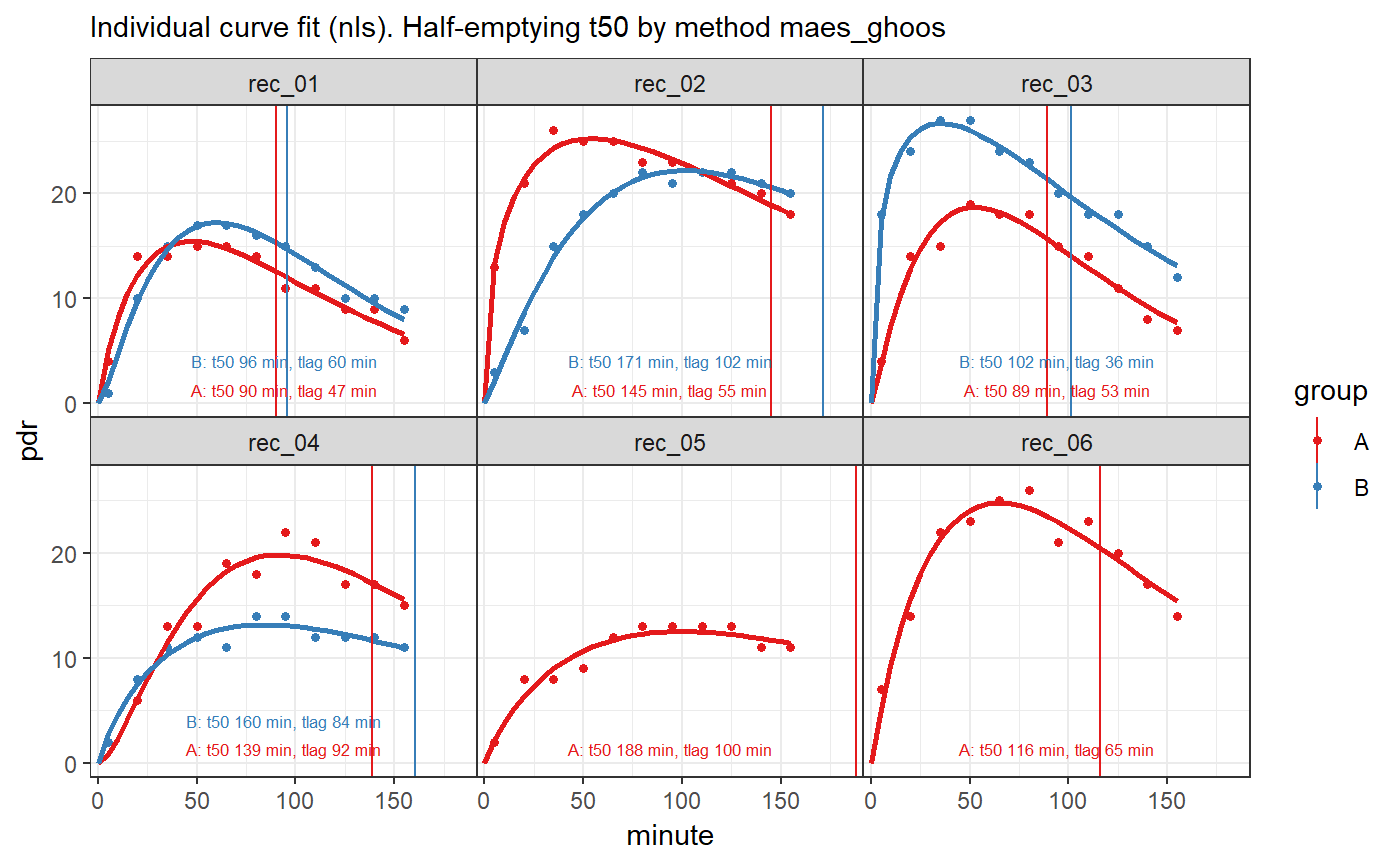 Individual curve fit (nls). Half-emptying t50 by method maes_ghoos
rec_01
rec_02
rec_03
20
10
0
B: t50 96 min, tlag 60 min
A: t50 90 min, tlag 47 min
B: t50 171 min, tlag 102 min
A: t50 145 min, tlag 55 min
B: t50 102 min, tlag 36 min
A: t50 89 min, tlag 53 min
pdr
group
A
B
rec_04
rec_05
rec_06
20
10
0
B: t50 160 min, tlag 84 min
A: t50 139 min, tlag 92 min
A: t50 188 min, tlag 100 min
A: t50 116 min, tlag 65 min
0 50 100 150
0 50 100 150
0 50 100 150
minute